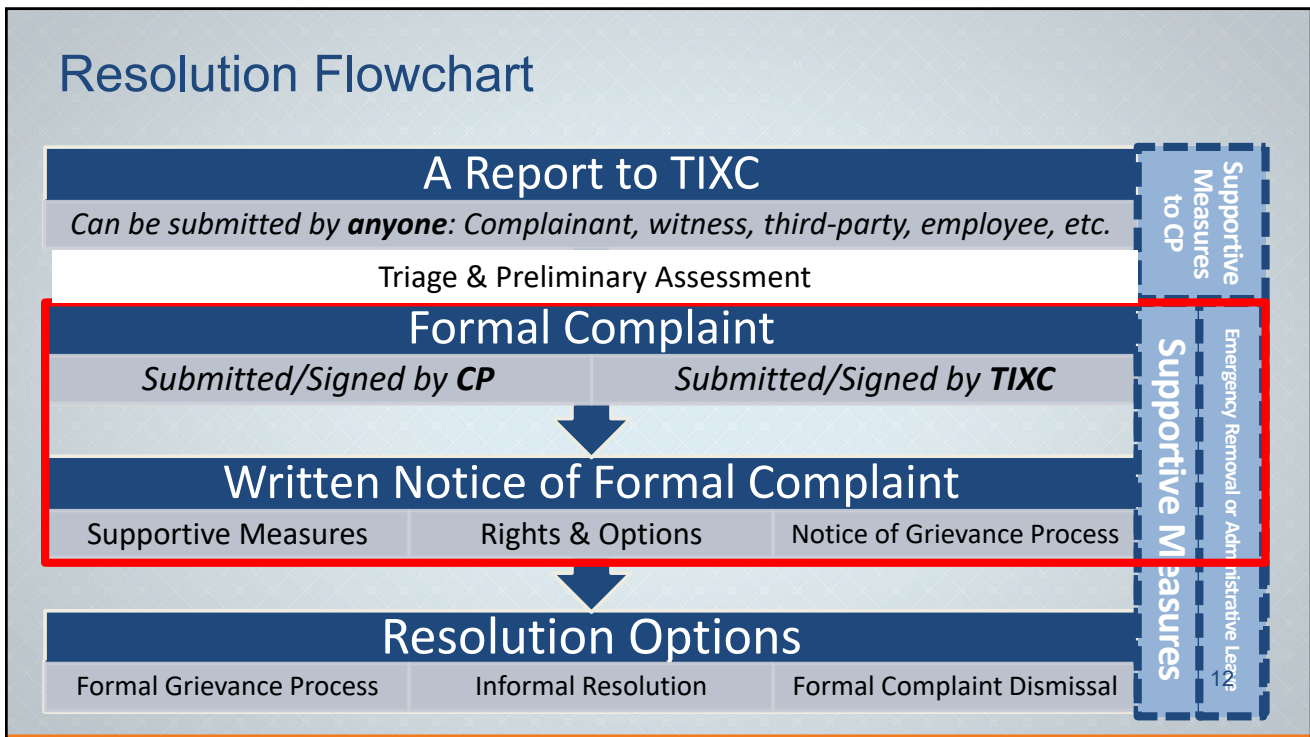 Resolution Flowchart
A Report to TIXC
Can be submitted by anyone: Complainant, witness, third-party, employee, etc.
Triage & Preliminary Assessment
Supportive
Measures
to CP
Formal Complaint
Submitted/Signed by CP
Submitted/Signed by TIXC
Written Notice of Formal Complaint
Supportive Measures
Rights & Options
Notice of Grievance Process
Resolution Options
Formal Grievance Process
Informal Resolution
Formal Complaint Dismissal
Supportive Measures
Emergency Removal or Administrative Leave
12